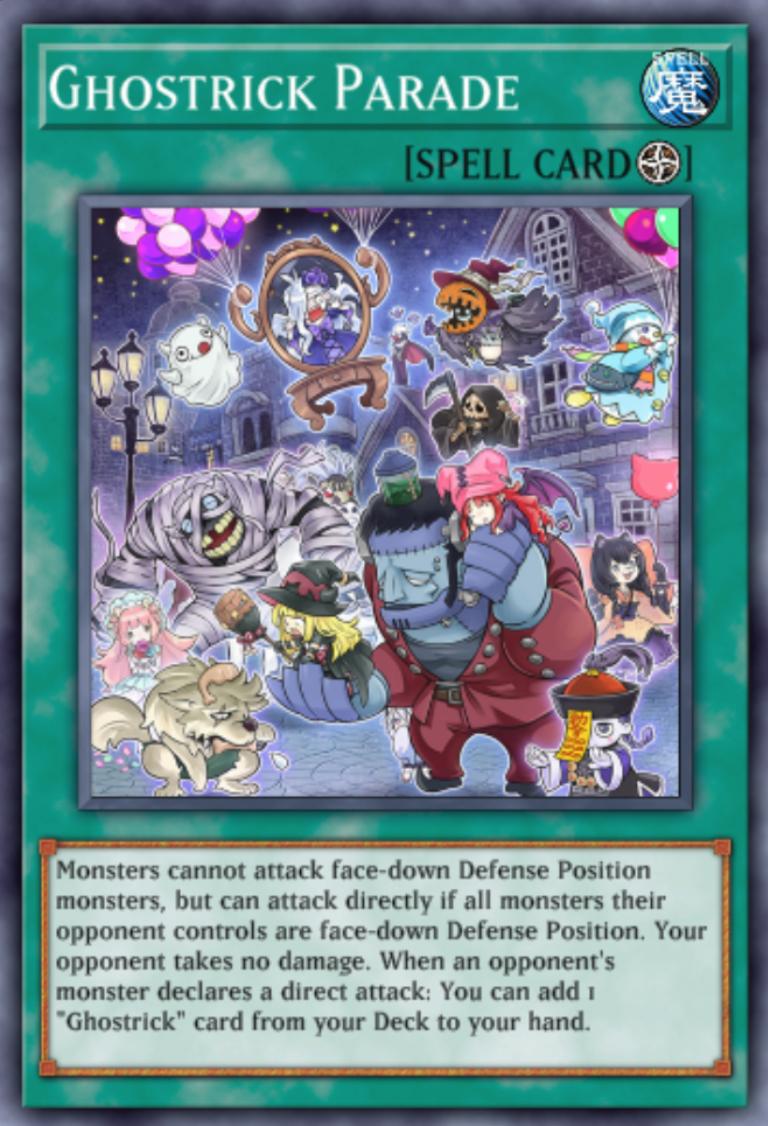 Ghostrick Parade
SPELL
魔
[SPELL CARD]
Monsters cannot attack face-down Defense Position
monsters, but can attack directly if all monsters their
opponent controls are face-down Defense Position. Your
opponent takes no damage. When an opponent's
monster declares a direct attack: You can add 1
"Ghostrick" card from your Deck to your hand.